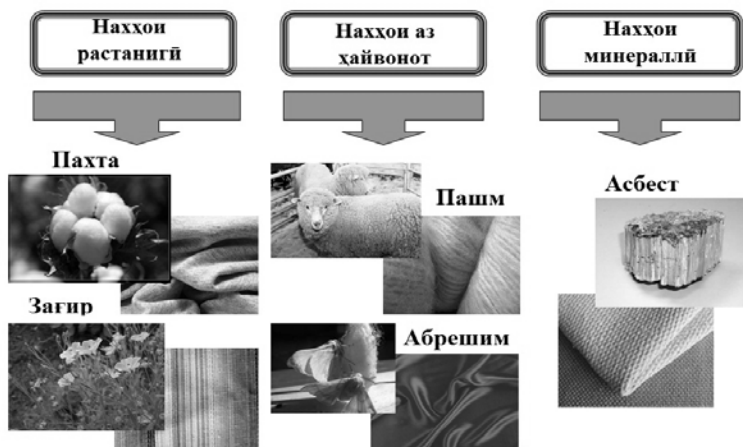 Наххои
растанигӣ
Наххои аз
ҳайвонот
Наххои
минераллӣ
Пахта
Зағир
Пашм
Абрешим
Асбест